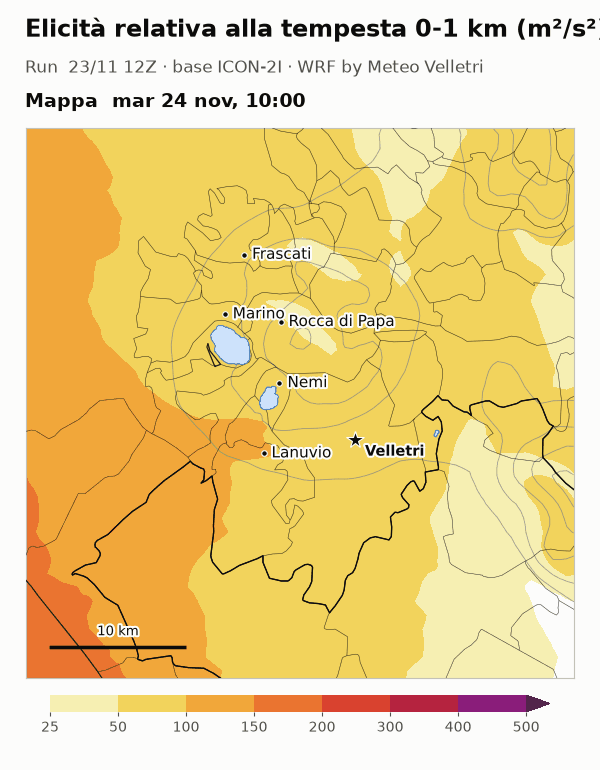 Elicità relativa alla tempesta 0-1 km (m²/s²)
Run  23/11 12Z · base ICON-2I · WRF by Meteo Velletri
Mappa  mar 24 nov, 10:00
Frascati
Marino
Rocca di Papa
Nemi
Velletri
Lanuvio
10 km
25 50 100 150 200 300 400 500